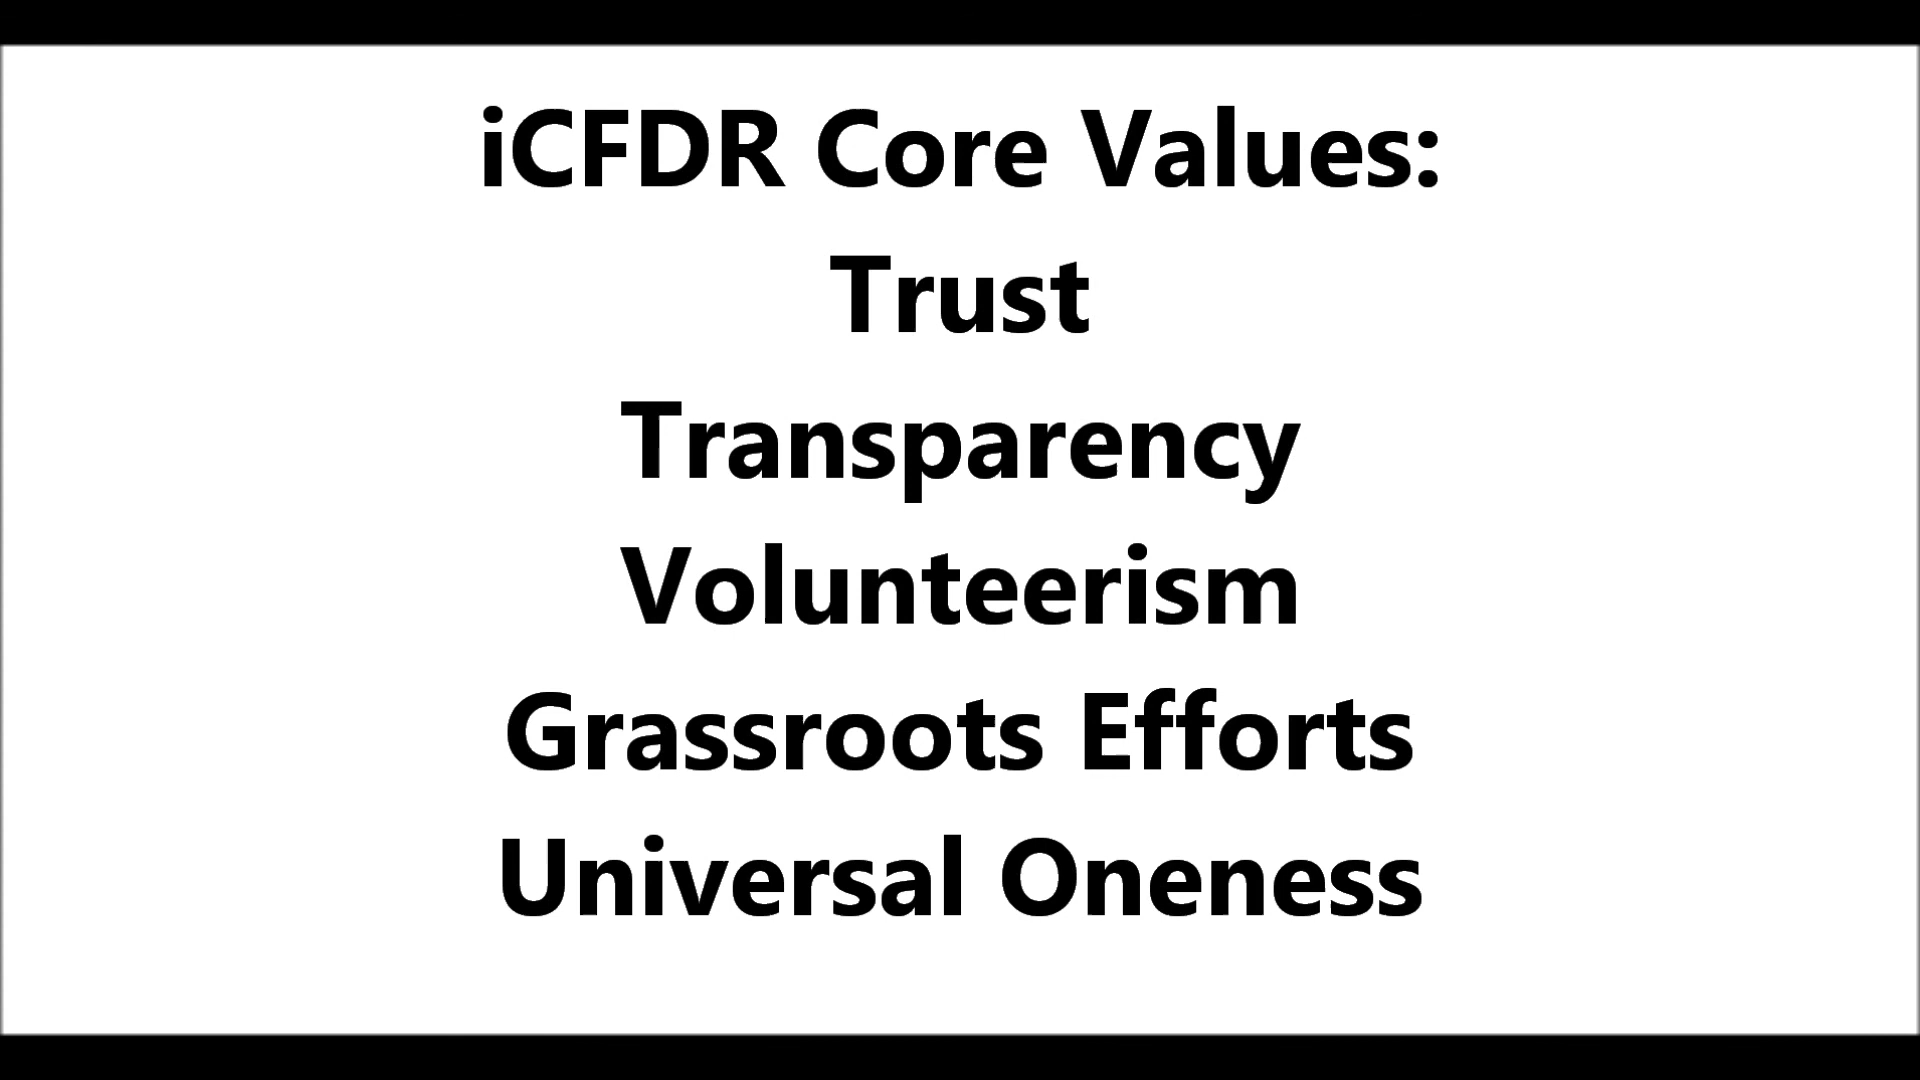 iCFDR Core Values:
Trust
Transparency
Volunteerism
Grassroots Efforts
Universal Oneness